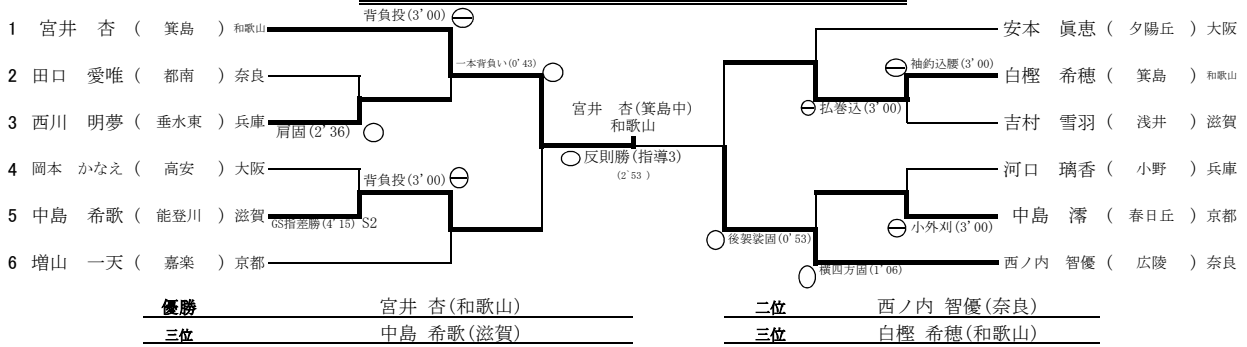 背負投(3'00)
1 宮井 杏 ( 箕島 ) 和歌山
安本 眞恵 ( 夕陽丘 ) 大阪
一本背負い(0'43)
袖釣込腰(3'00)
2 田口 愛唯 ( 都南 ) 奈良
白樫 希穂 ( 箕島 ) 和歌山
宮井 杏(箕島中)
和歌山
払巻込(3'00)
3 西川 明夢 ( 垂水東 ) 兵庫
肩固(2'36)
吉村 雪羽 ( 浅井 ) 滋賀
反則勝(指導3)
(2`53 )
4 岡本 かなえ ( 高安 ) 大阪
河口 璃香 ( 小野 ) 兵庫
背負投(3'00)
5 中島 希歌 ( 能登川 ) 滋賀
GS指差勝(4'15) S2
中島 澪 ( 春日丘 ) 京都
小外刈(3'00)
後袈裟固(0'53)
6 増山 一天 ( 嘉楽 ) 京都
西ノ内 智優 ( 広陵 ) 奈良
横四方固(1'06)
優勝 宮井 杏(和歌山)
二位 西ノ内 智優(奈良)
三位 中島 希歌(滋賀)
三位 白樫 希穂(和歌山)